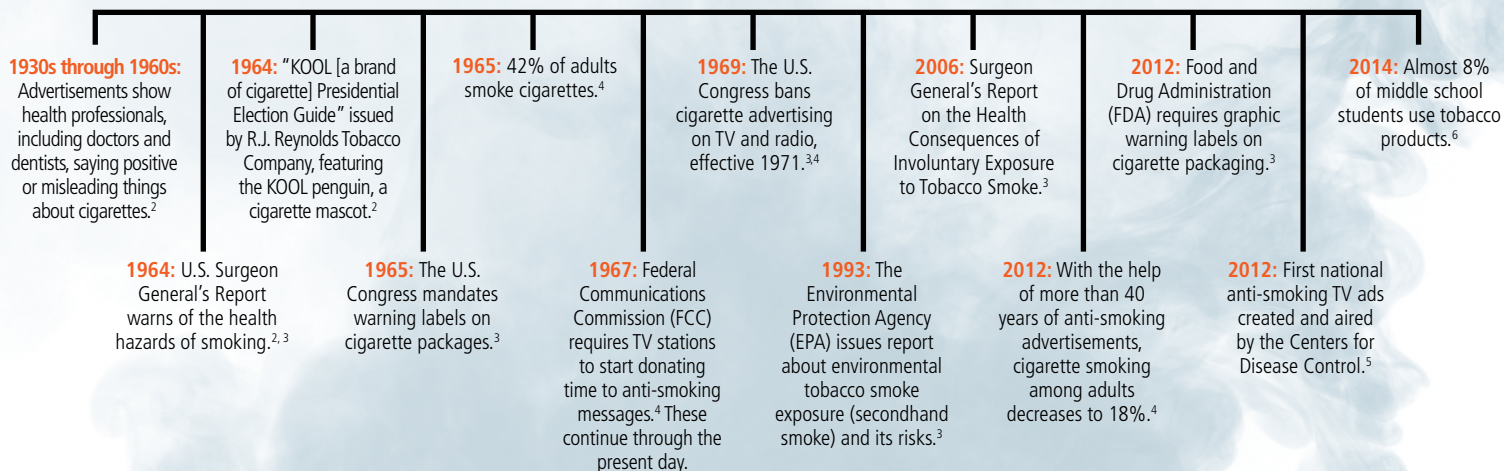 1930s through 1960s:
Advertisements show
health professionals,
including doctors and
dentists, saying positive
or misleading things
about cigarettes.2
1964: U.S. Surgeon
General's Report
warns of the health
hazards of smoking.2, 3
1964: "KOOL [a brand
of cigarette] Presidential
Election Guide" issued
by R.J. Reynolds Tobacco
Company, featuring
the KOOL penguin, a
cigarette mascot.2
1965: The U.S.
Congress mandates
warning labels on
cigarette packages.3
1965: 42% of adults
smoke cigarettes.4
1967: Federal
Communications
Commission (FCC)
requires TV stations
to start donating
time to anti-smoking
messages.4 These
continue through the
present day.
1969: The U.S.
Congress bans
cigarette advertising
on TV and radio,
effective 1971.3,4
1993: The
Environmental
Protection Agency
(EPA) issues report
about environmental
tobacco smoke
exposure (secondhand
smoke) and its risks.3
2006: Surgeon
General's Report
on the Health
Consequences of
Involuntary Exposure
to Tobacco Smoke.3
2012: With the help
of more than 40
years of anti-smoking
advertisements,
cigarette smoking
among adults
decreases to 18%.4
2012: Food and
Drug Administration
(FDA) requires graphic
warning labels on
cigarette packaging.3
2012: First national
anti-smoking TV ads
created and aired
by the Centers for
Disease Control.5
2014: Almost 8%
of middle school
students use tobacco
products.6